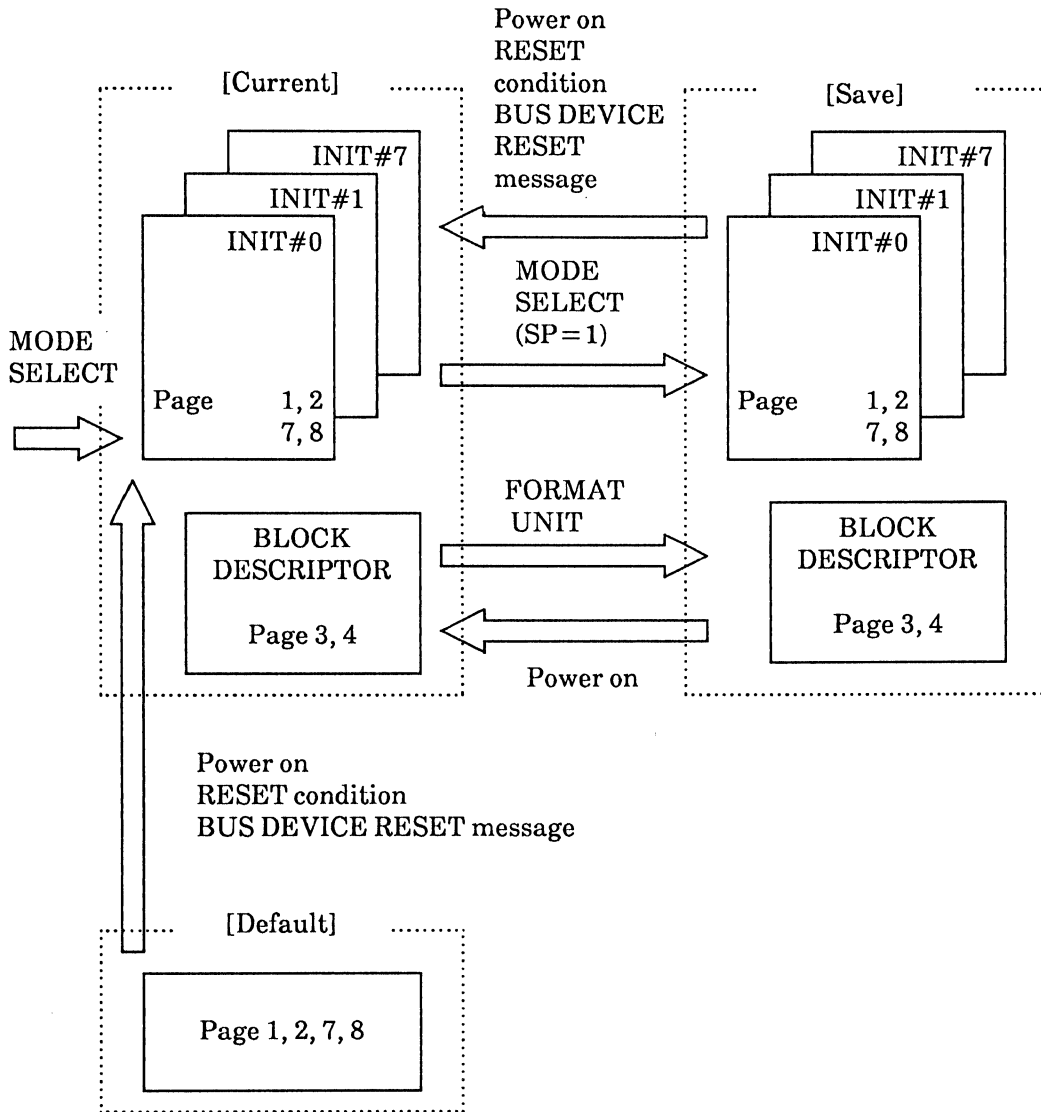 Power on
RESET
condition
BUS DEVICE
RESET
message
[Current]
[Save]
INIT#7
INIT#1
INIT#0
INIT#7
INIT#1
INIT#0
MODE
SELECT
(SP=1)
MODE
SELECT
Page 1, 2
7, 8
Page 1, 2
7, 8
FORMAT
UNIT
BLOCK
DESCRIPTOR
Page 3, 4
BLOCK
DESCRIPTOR
Page 3, 4
Power on
Power on
RESET condition
BUS DEVICE RESET message
[Default]
Page 1, 2, 7, 8